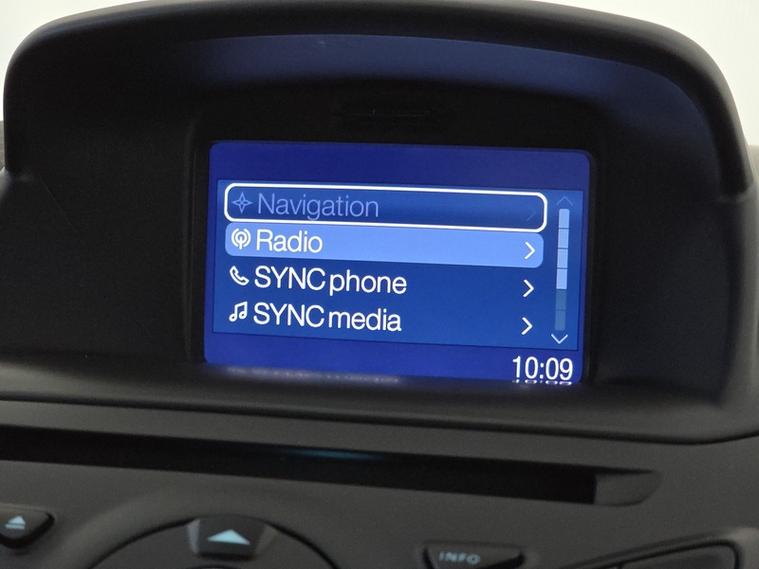 Navigation
Radio
SYNC phone
SYNC media
10:09
INFO